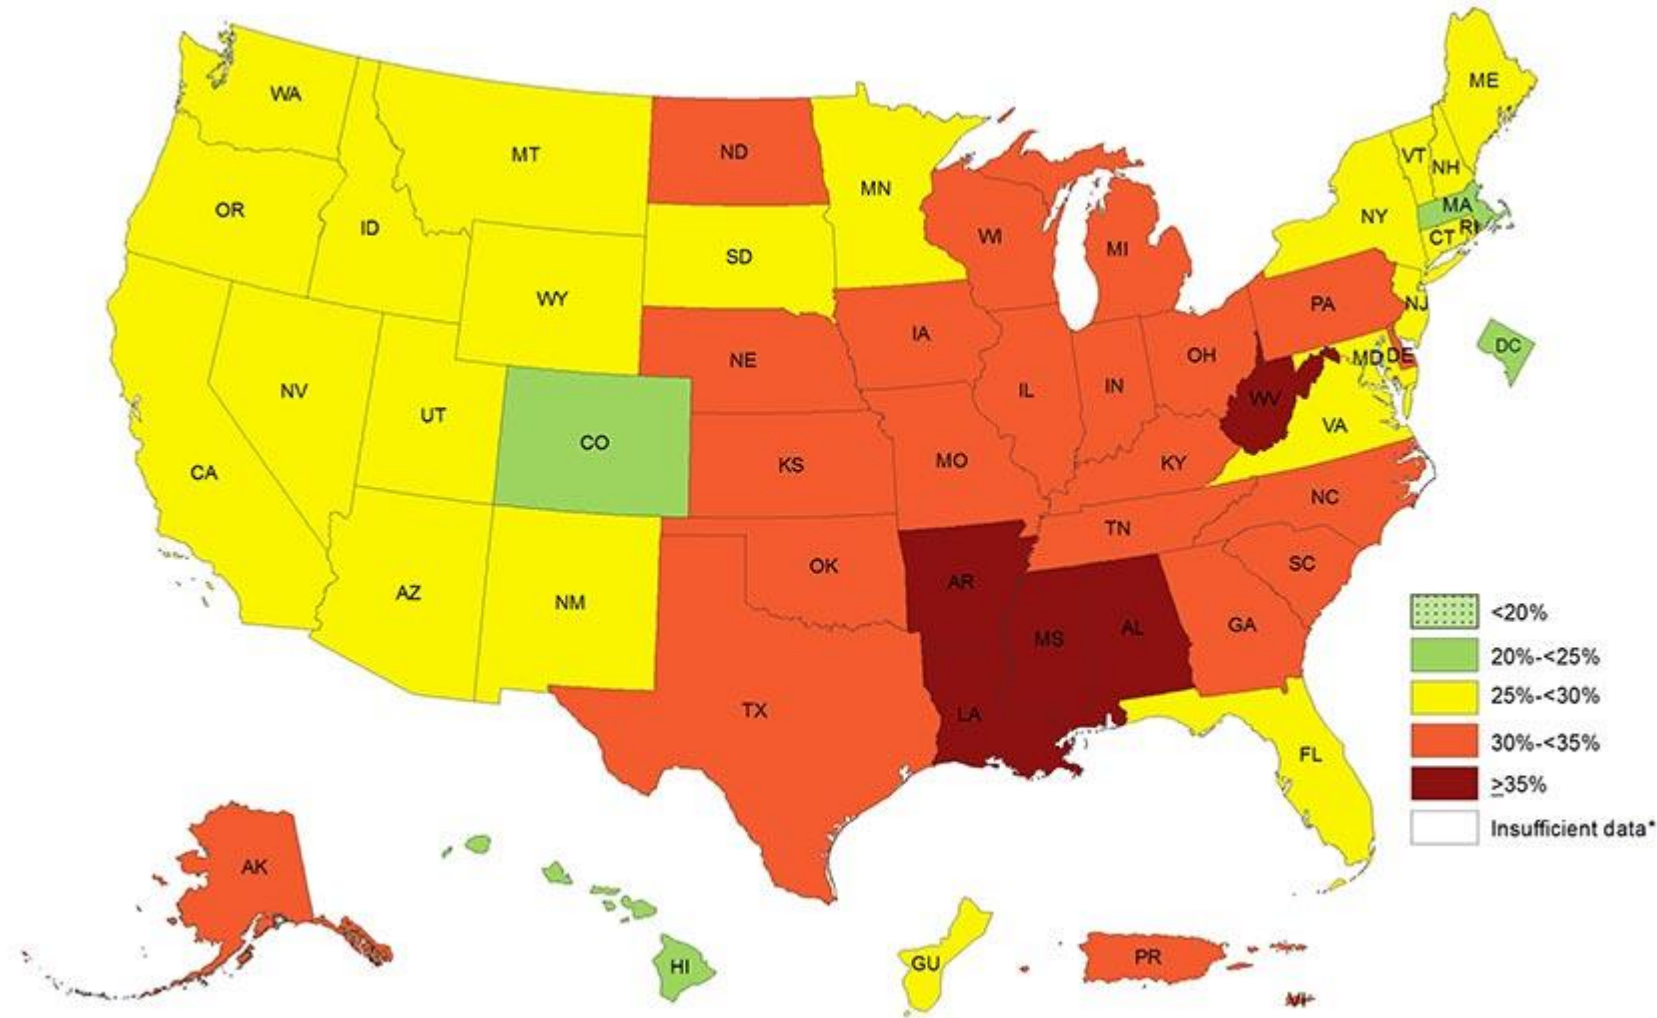 WA
MT
ND
ME
MN
VT
NH
OR
ID
SD
WI
MI
NY
MA
CT
RI
WY
IA
NE
PA
NJ
OH
MD
DE
DC
NV
UT
CO
IL
IN
WV
VA
CA
KS
MO
KY
NC
TN
AZ
NM
OK
AR
SC
MS
AL
GA
TX
LA
FL
<20%
20%-<25%
25%-<30%
30%-<35%
≥35%
Insufficient data*
AK
HI
GU
PR
VI